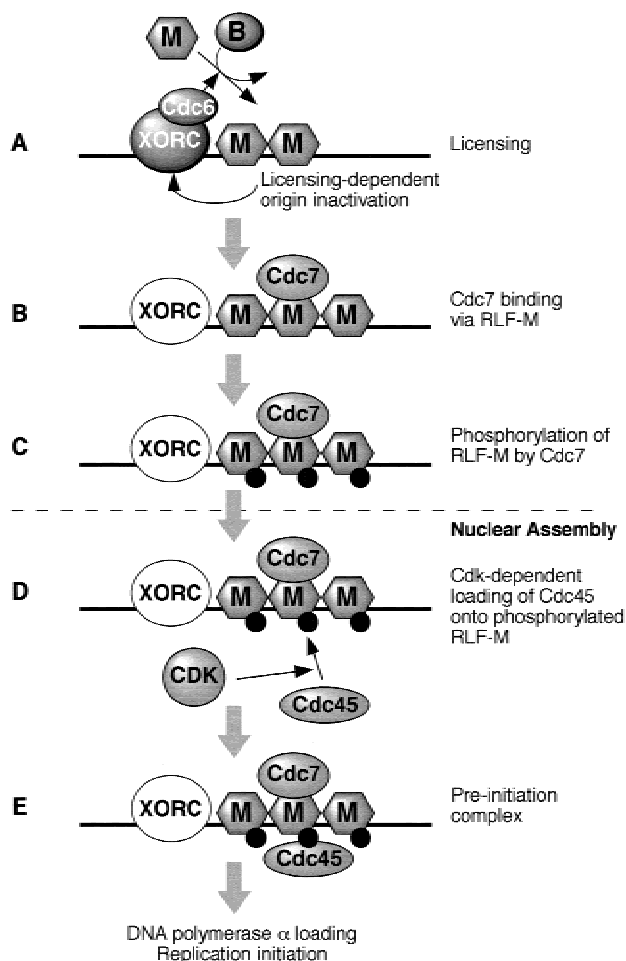 M
B
Cdc6
XORC
M
M
A
Licensing
Licensing-dependent
origin inactivation
Cdc7
B
XORC
M
M
M
Cdc7 binding
via RLF-M
Cdc7
C
XORC
M
M
M
Phosphorylation of
RLF-M by Cdc7
Nuclear Assembly
Cdc7
D
XORC
M
M
M
Cdk-dependent
loading of Cdc45
onto phosphorylated
RLF-M
CDK
Cdc45
Cdc7
E
XORC
M
M
M
Pre-initiation
complex
Cdc45
DNA polymerase α loading
Replication initiation